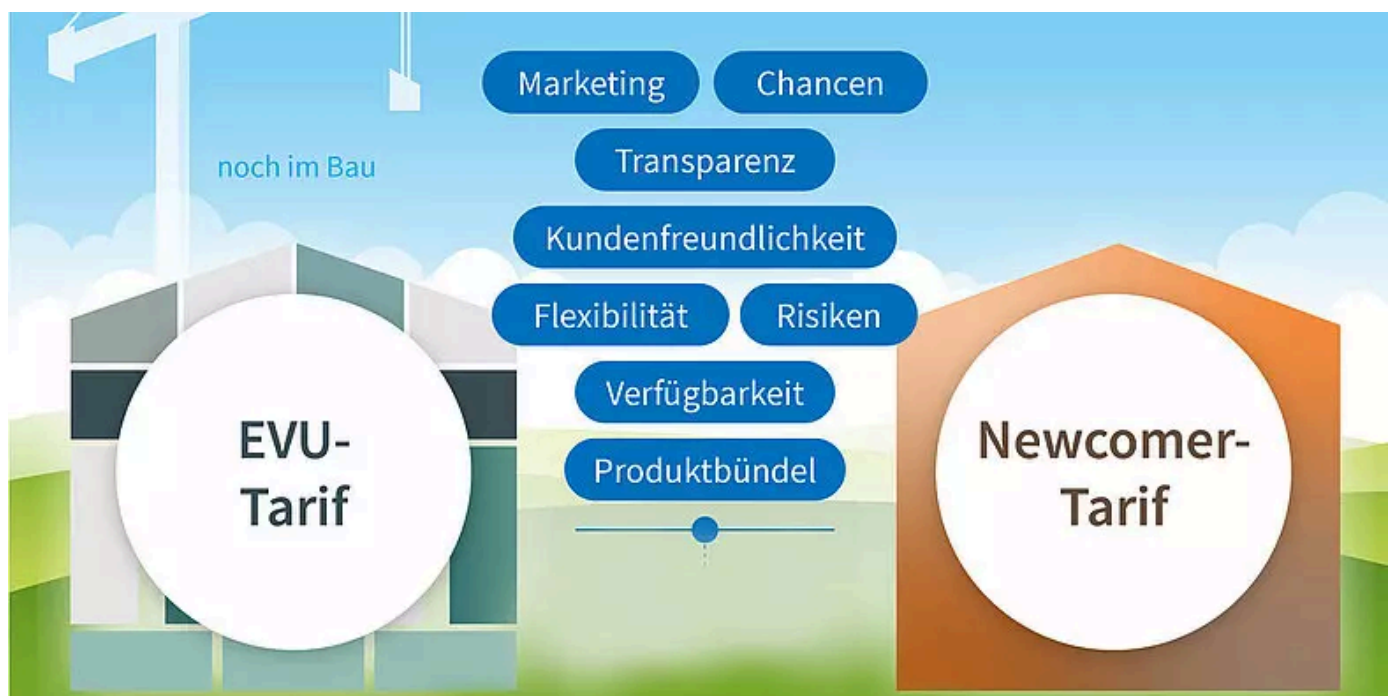 Marketing
Chancen
noch im Bau
Transparenz
Kundenfreundlichkeit
Flexibilität
Risiken
Verfügbarkeit
Produktbündel
EVU-
Tarif
Newcomer-
Tarif